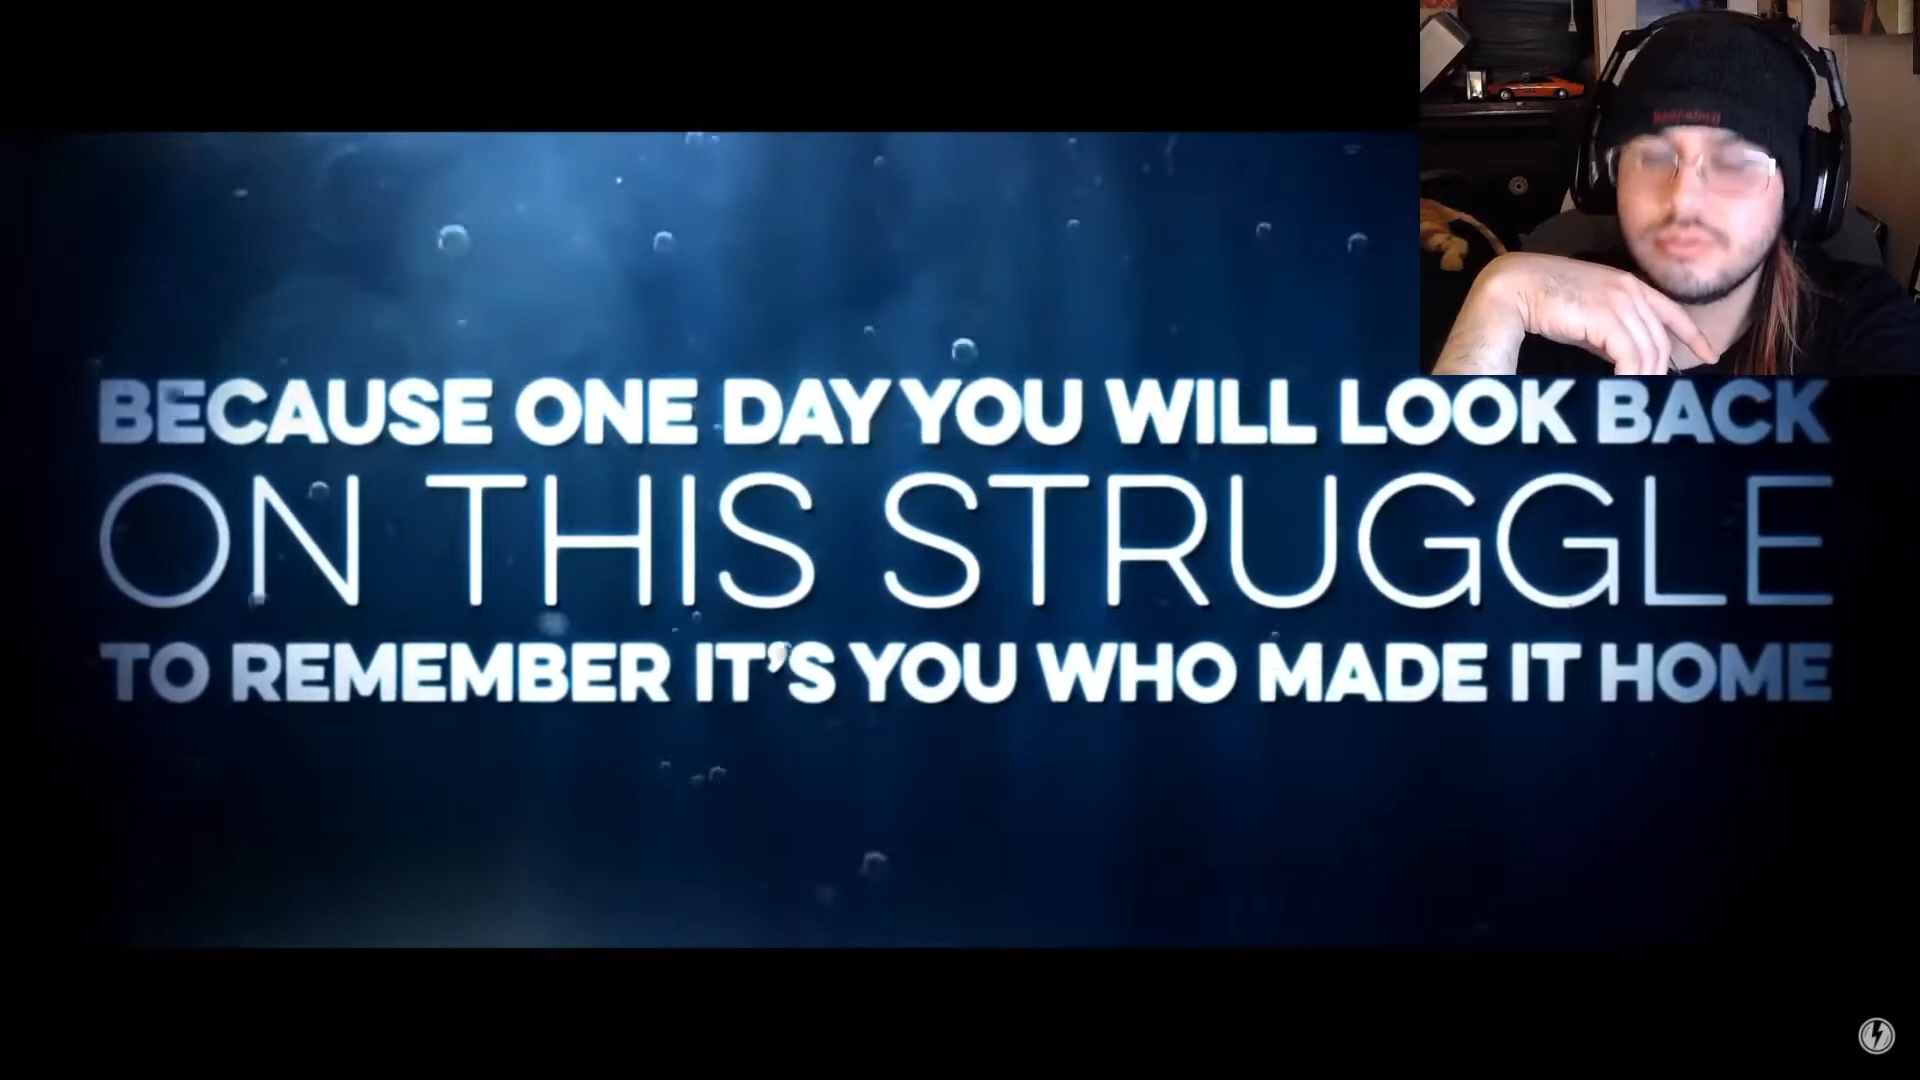 BECAUSE ONE DAY YOU WILL LOOK BACK
ON THIS STRUGGLE
TO REMEMBER IT'S YOU WHO MADE IT HOME